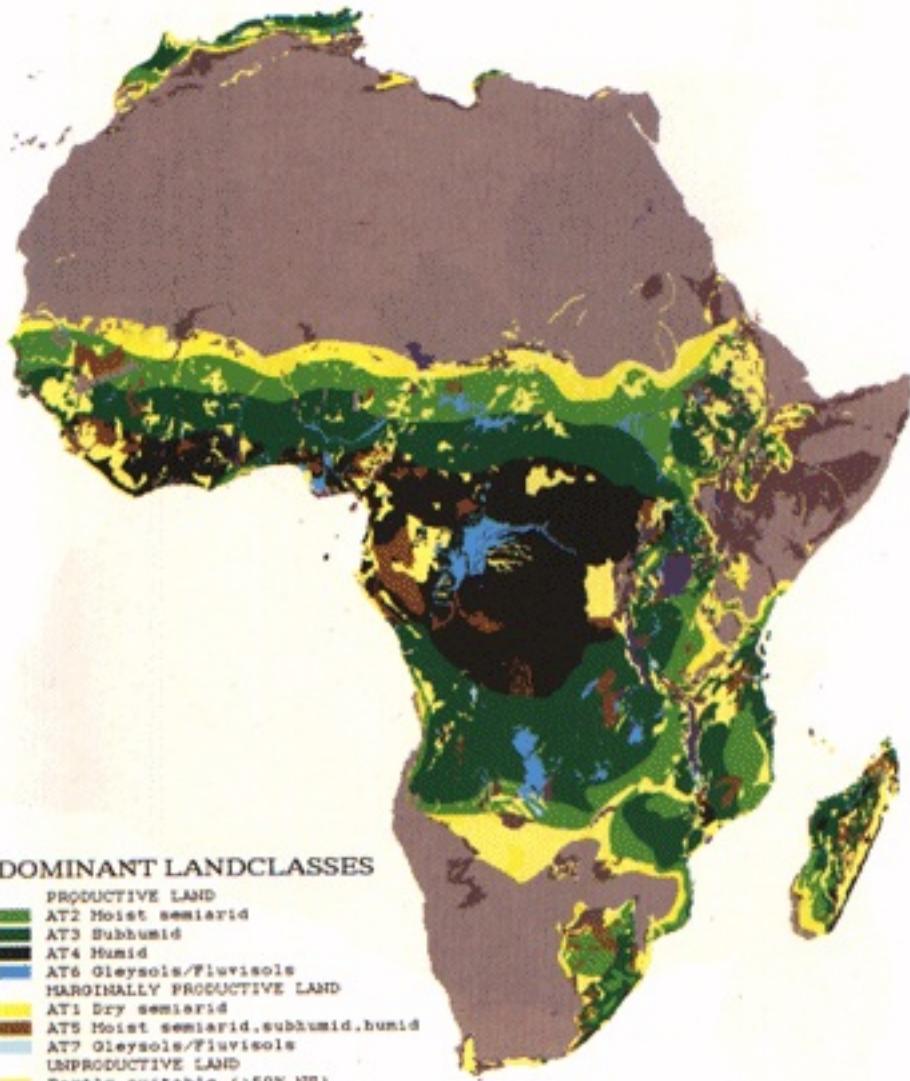 DOMINANT LANDCLASSES
PRODUCTIVE LAND
AT2 Moist semiarid
AT3 Subhumid
AT4 Humid
AT6 Gleysols/Fluvisols
MARGINALLY PRODUCTIVE LAND
AT1 Dry semiarid
AT5 Moist semiarid,subhumid,humid
AT7 Gleysols/Fluvisols
UNPRODUCTIVE LAND